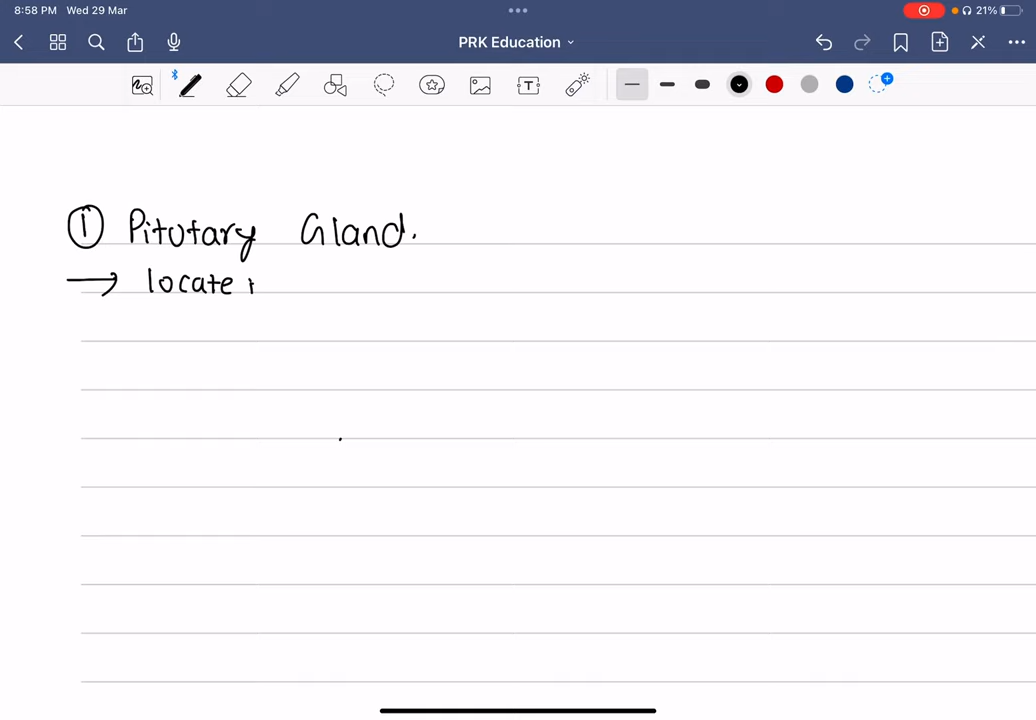 8:58 PM Wed 29 Mar 21%
PRK Education
T
① Pitutary Gland.
→ locate i